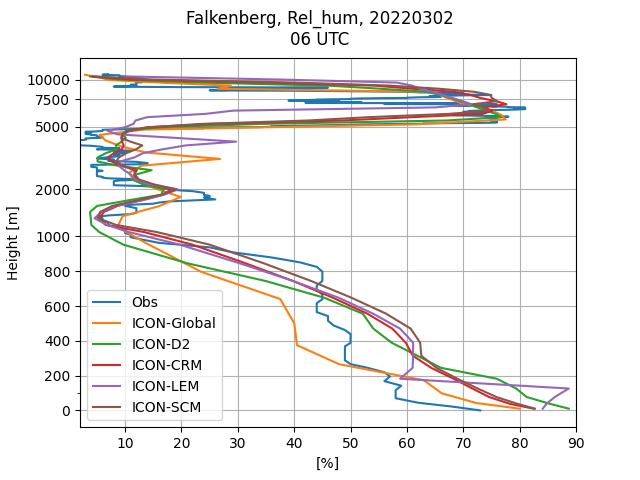 Falkenberg, Rel_hum, 20220302
06 UTC
Height [m]
10000
7500
5000
2000
1000
800
600
400
200
0
Obs
ICON-Global
ICON-D2
ICON-CRM
ICON-LEM
ICON-SCM
10 20 30 40 50 60 70 80 90
[%]